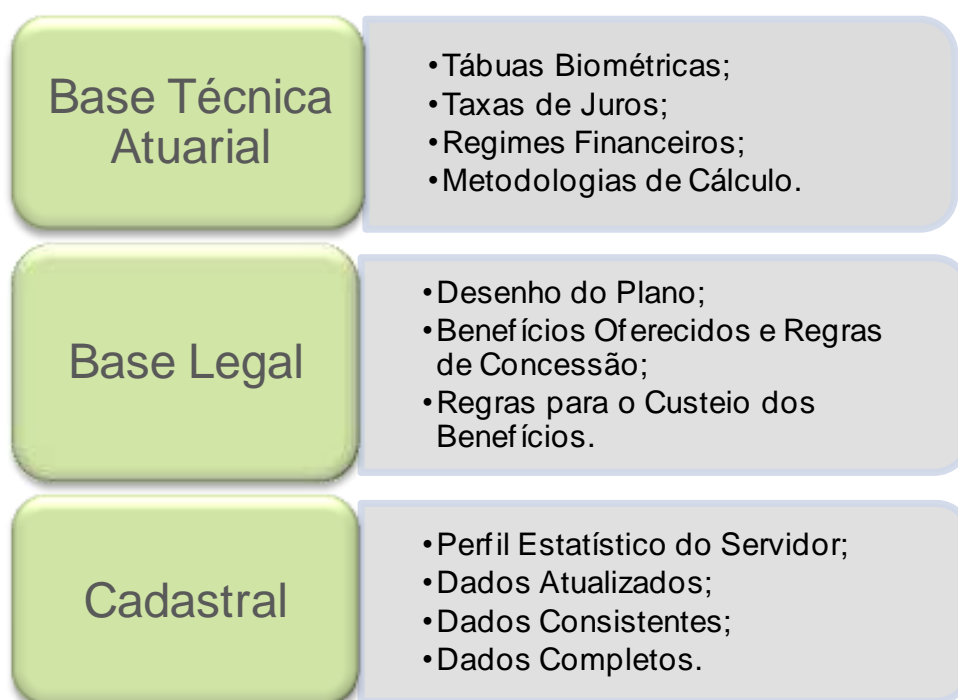 Base Técnica
Atuarial
•Tábuas Biométricas;
•Taxas de Juros;
•Regimes Financeiros;
•Metodologias de Cálculo.
Base Legal
•Desenho do Plano;
•Benefícios Oferecidos e Regras
de Concessão;
•Regras para o Custeio dos
Benefícios.
Cadastral
•Perfil Estatístico do Servidor;
•Dados Atualizados;
•Dados Consistentes;
•Dados Completos.